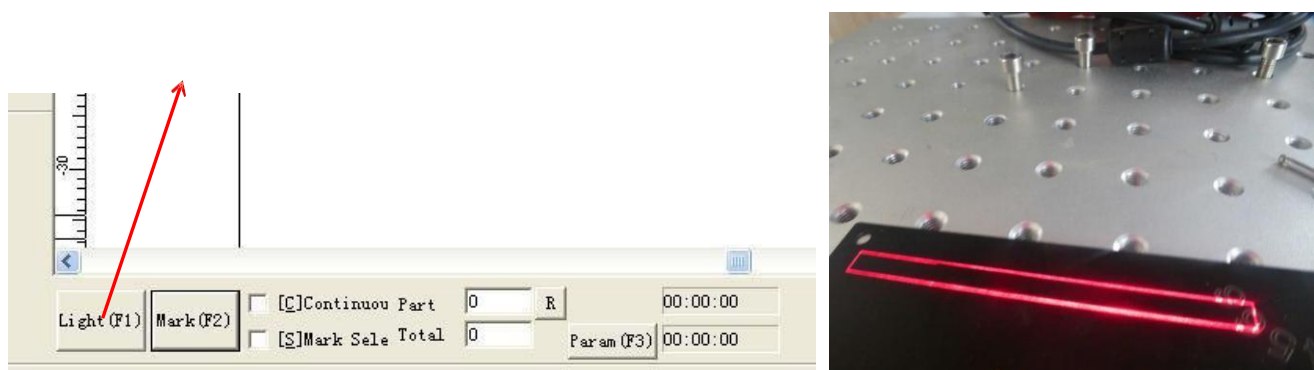 -30
Light(F1)
Mark(F2)
[C]Continuou
Part
0
R
00:00:00
[S]Mark Sele
Total
0
Param(F3)
00:00:00